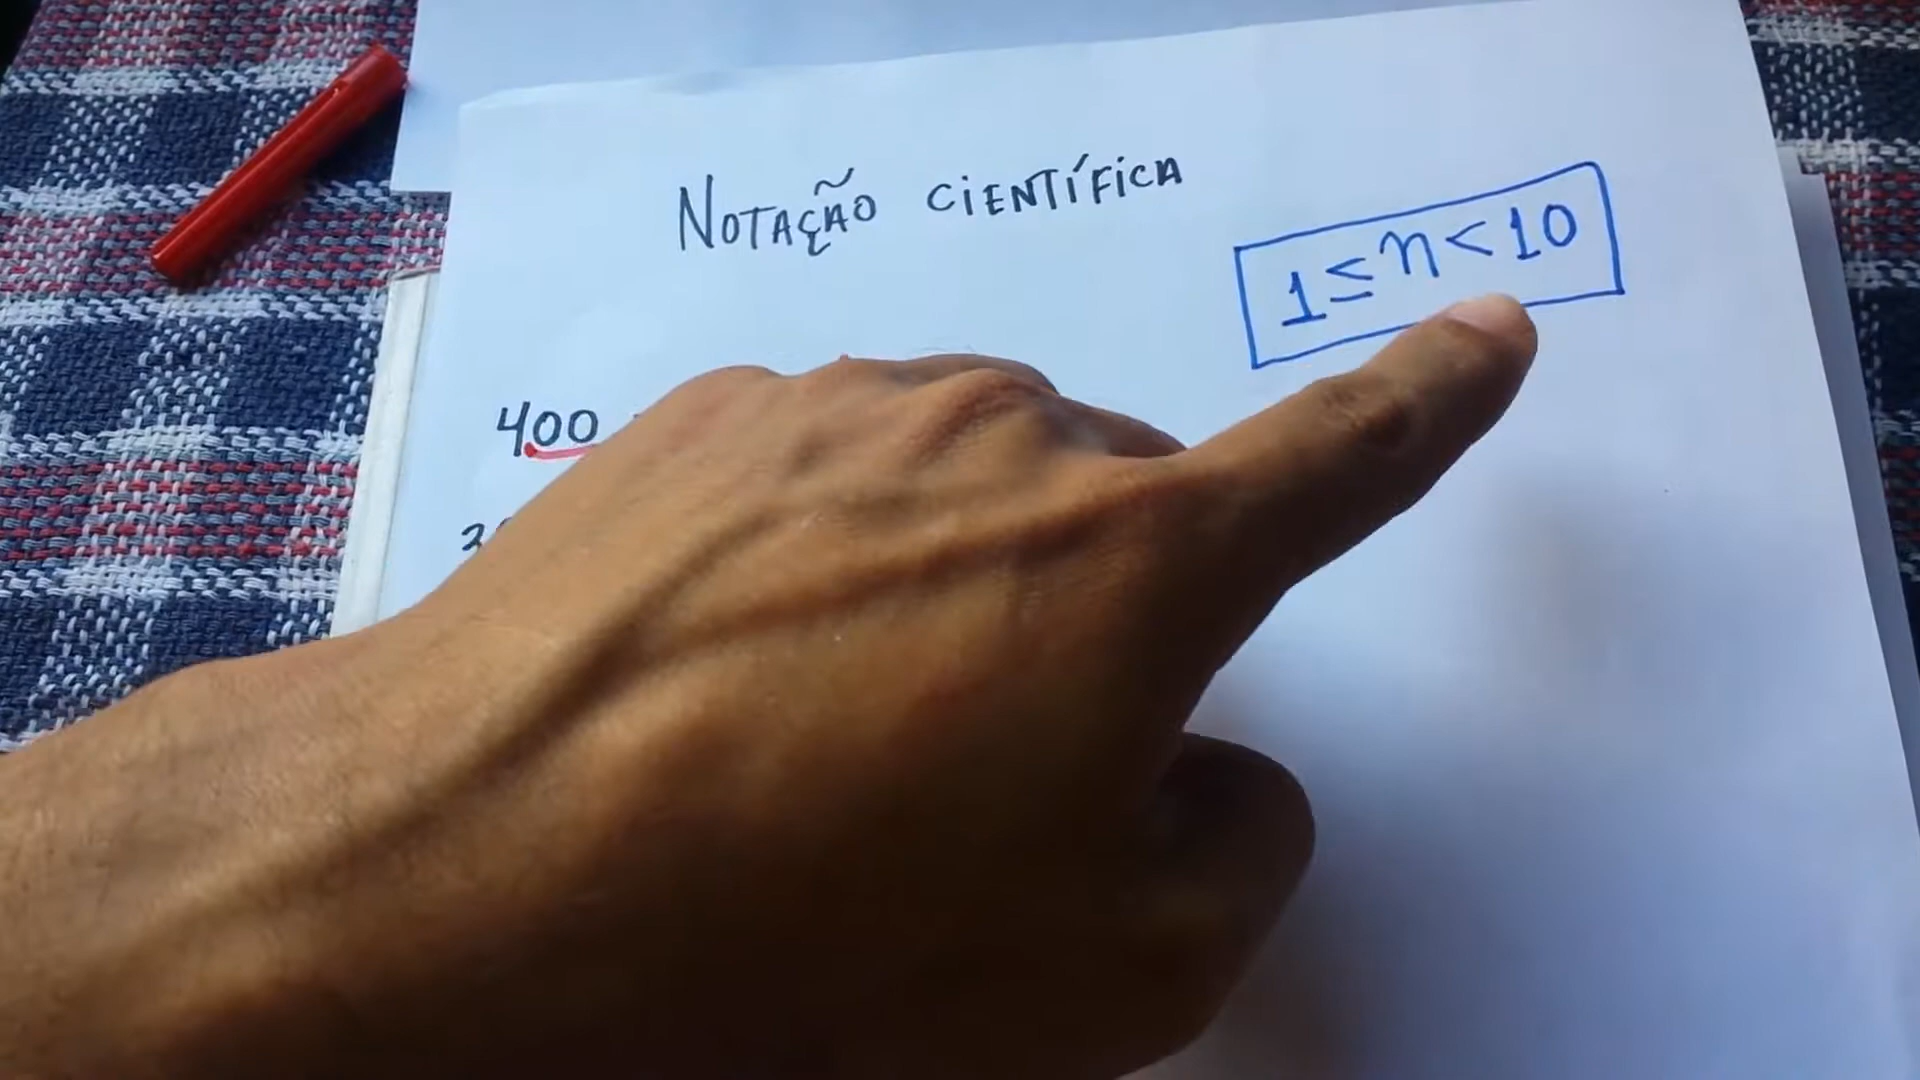 NOTAÇÃO CIENTÍFICA
1 ≤ n < 10
400